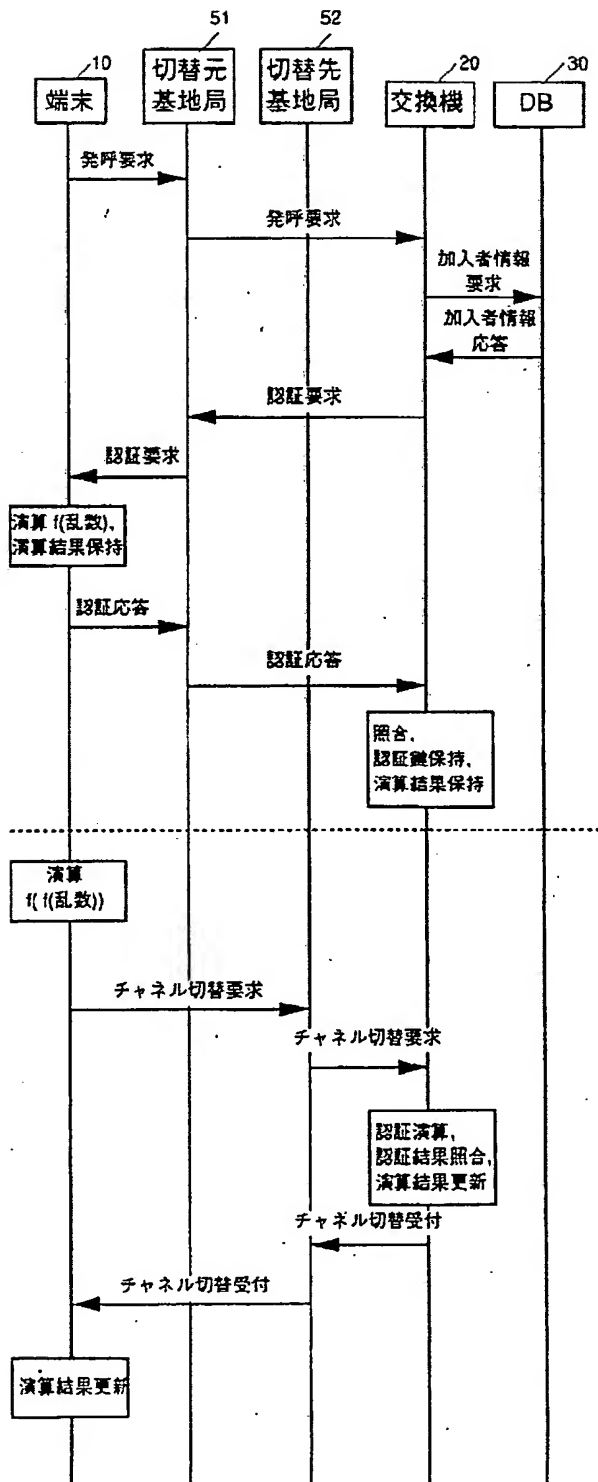 51
52
10
20
30
端末
切替元
基地局
切替先
基地局
交換機
DB
発呼要求
発呼要求
加入者情報
要求
加入者情報
応答
認証要求
認証要求
演算 f(乱数),
演算結果保持
認証応答
認証応答
照合,
認証鍵保持,
演算結果保持
演算
f( f(乱数))
チャネル切替要求
チャネル切替要求
認証演算,
認証結果照合,
演算結果更新
チャネル切替受付
チャネル切替受付
演算結果更新